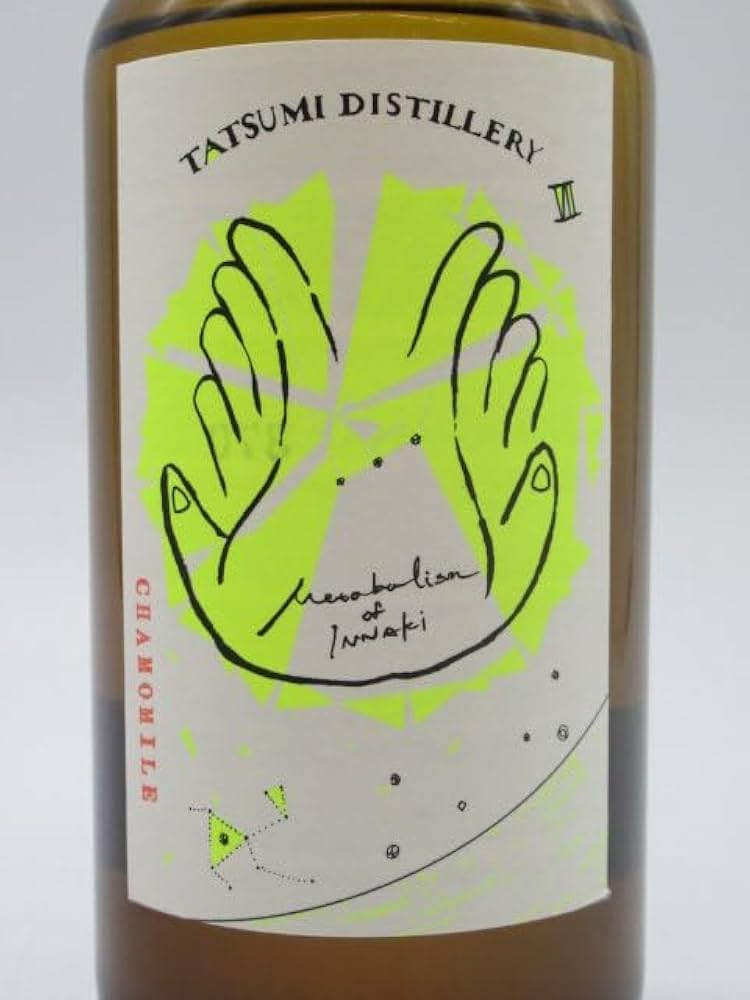 TATSUMI DISTILLERY
VII
Metabolism
of
INNAKi
CHAMOMILE